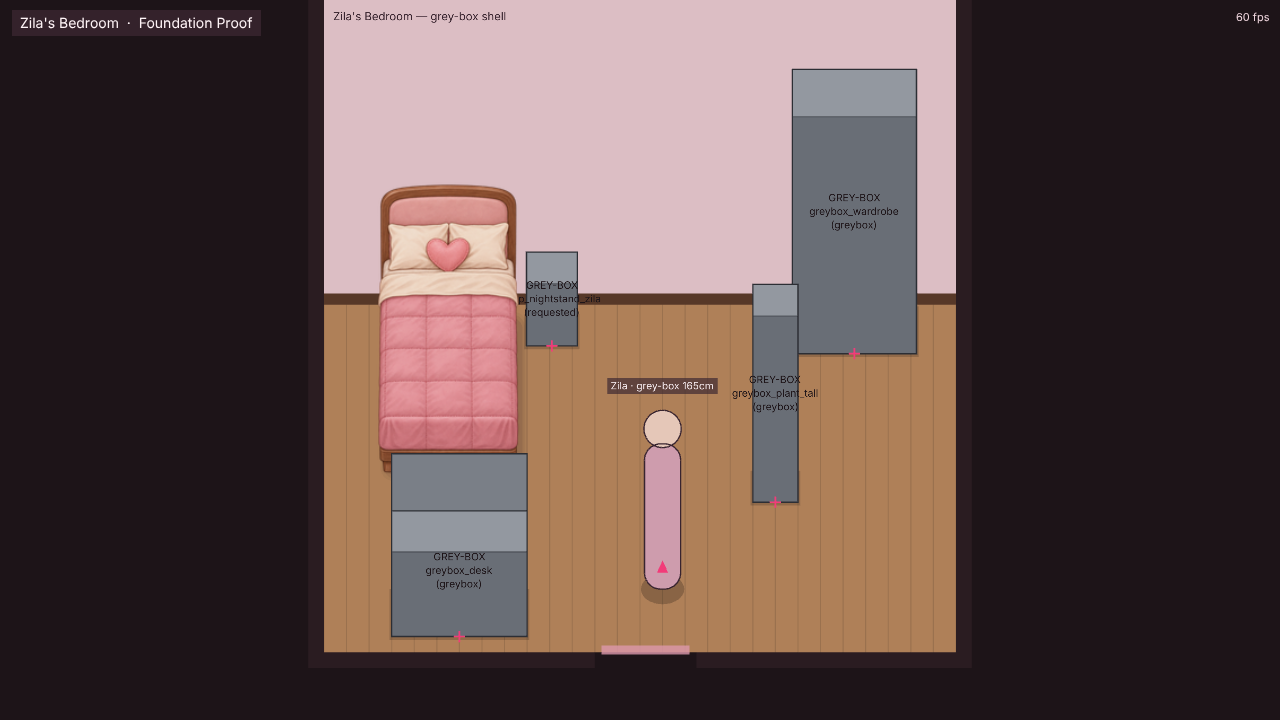 Zila's Bedroom · Foundation Proof
Zila's Bedroom — grey-box shell
60 fps
GREY-BOX
greybox_wardrobe
(greybox)
GREY-BOX
p_nightstand_zila
(requested)
Zila · grey-box 165cm
GREY-BOX
greybox_plant_tall
(greybox)
GREY-BOX
greybox_desk
(greybox)